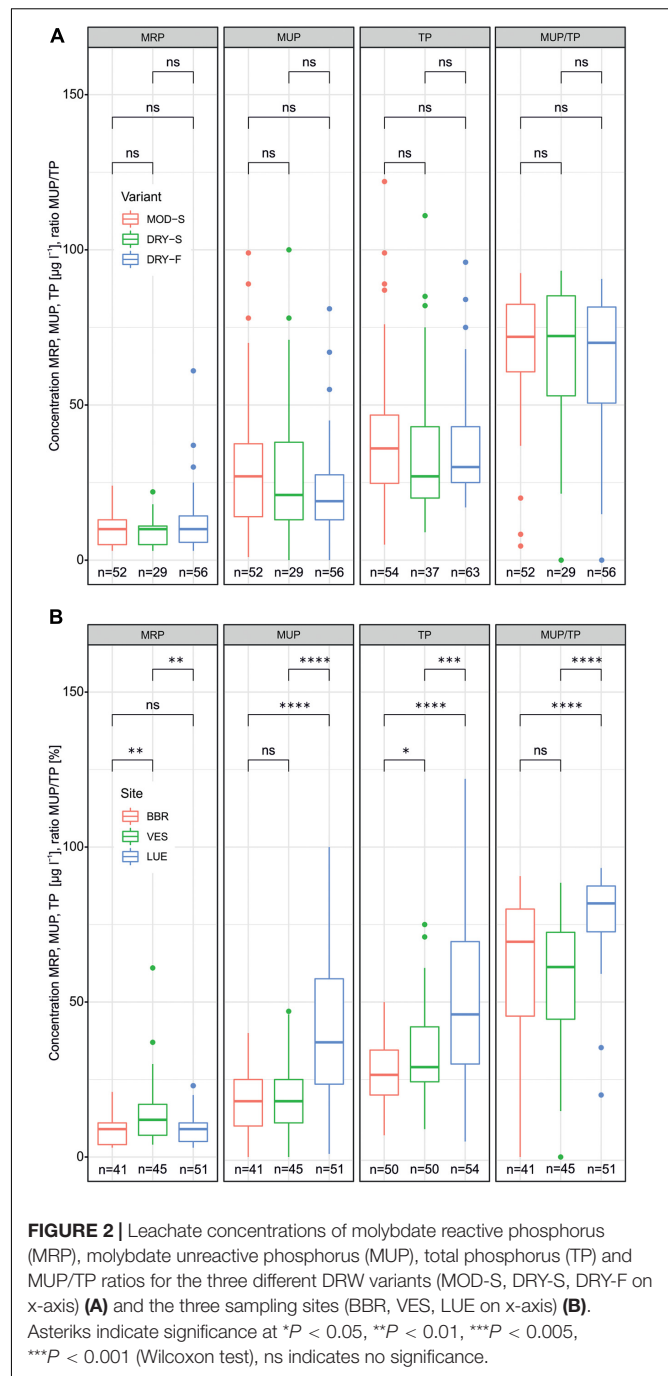 A
MRP MUP TP MUP/TP
ns ns ns ns
ns ns ns ns
ns ns ns ns
150
100
50
0
Concentration MRP, MUP, TP [µg l⁻¹], ratio MUP/TP
Variant
MOD-S
DRY-S
DRY-F
n=52 n=29 n=56 n=52 n=29 n=56 n=54 n=37 n=63 n=52 n=29 n=56
B
MRP MUP TP MUP/TP
** **** *** ****
ns **** **** ****
** ns * ns
150
100
50
0
Concentration MRP, MUP, TP [µg l⁻¹], ratio MUP/TP [%]
Site
BBR
VES
LUE
n=41 n=45 n=51 n=41 n=45 n=51 n=50 n=50 n=54 n=41 n=45 n=51
FIGURE 2 | Leachate concentrations of molybdate reactive phosphorus
(MRP), molybdate unreactive phosphorus (MUP), total phosphorus (TP) and
MUP/TP ratios for the three different DRW variants (MOD-S, DRY-S, DRY-F on
x-axis) (A) and the three sampling sites (BBR, VES, LUE on x-axis) (B).
Asteriks indicate significance at *P < 0.05, **P < 0.01, ***P < 0.005,
***P < 0.001 (Wilcoxon test), ns indicates no significance.